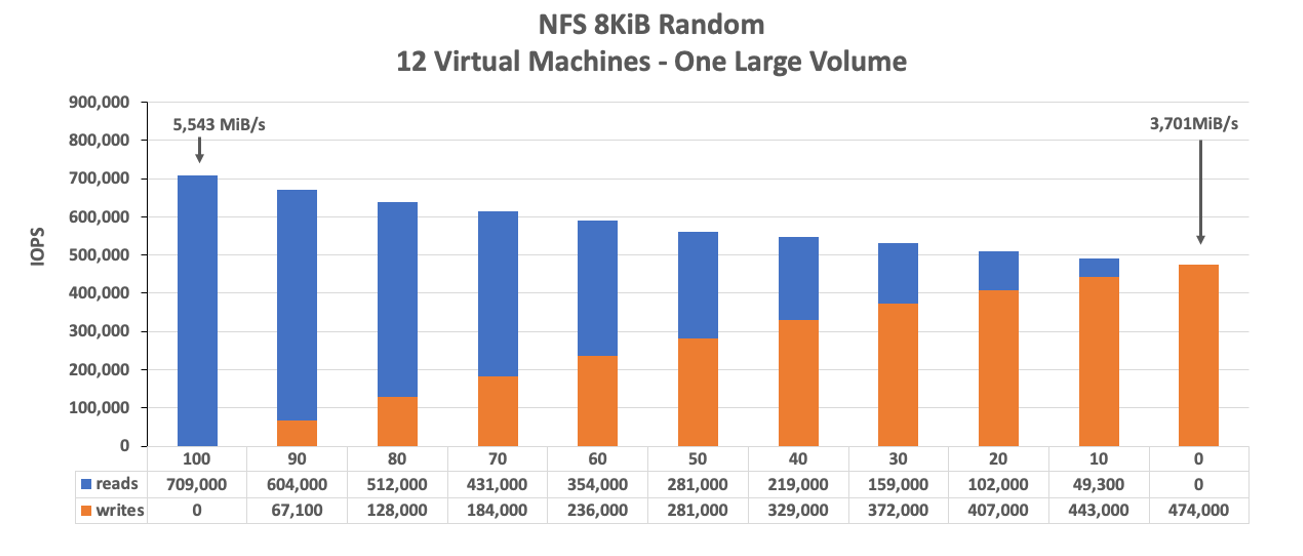 NFS 8KiB Random
12 Virtual Machines - One Large Volume
900,000
5,543 MiB/s
3,701MiB/s
800,000
700,000
600,000
500,000
400,000
300,000
200,000
100,000
0
IOPS
100 90 80 70 60 50 40 30 20 10 0
reads 709,000 604,000 512,000 431,000 354,000 281,000 219,000 159,000 102,000 49,300 0
writes 0 67,100 128,000 184,000 236,000 281,000 329,000 372,000 407,000 443,000 474,000